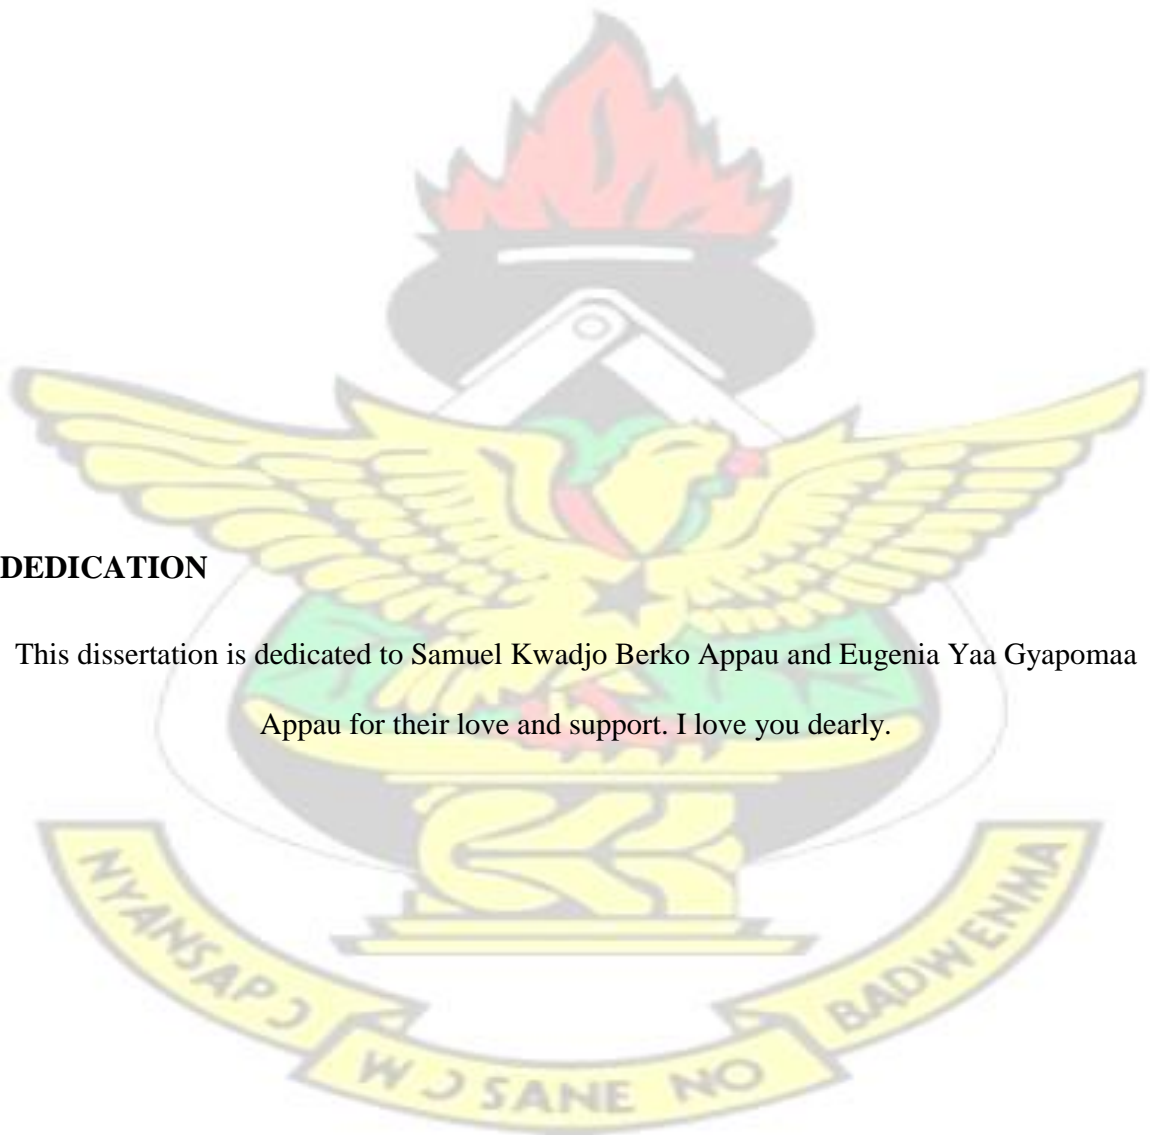 DEDICATION
This dissertation is dedicated to Samuel Kwadjo Berko Appau and Eugenia Yaa Gyapomaa
Appau for their love and support. I love you dearly.
NYANSAPƆ WƆSANE NO BADWENMA